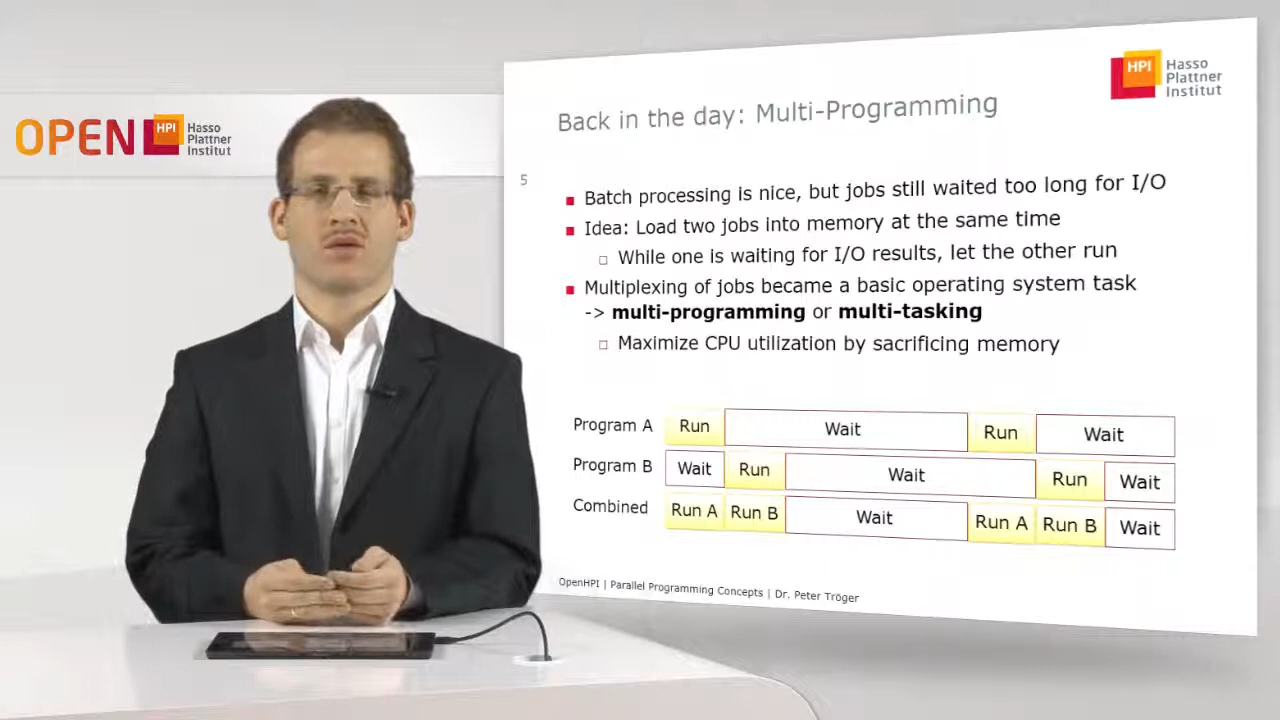 OPEN HPI Hasso
Plattner
Institut
HPI Hasso
Plattner
Institut
Back in the day: Multi-Programming
5
Batch processing is nice, but jobs still waited too long for I/O
Idea: Load two jobs into memory at the same time
While one is waiting for I/O results, let the other run
Multiplexing of jobs became a basic operating system task
-> multi-programming or multi-tasking
Maximize CPU utilization by sacrificing memory
Program A Run Wait Run Wait
Program B Wait Run Wait Run Wait
Combined Run A Run B Wait Run A Run B Wait
OpenHPI | Parallel Programming Concepts | Dr. Peter Tröger